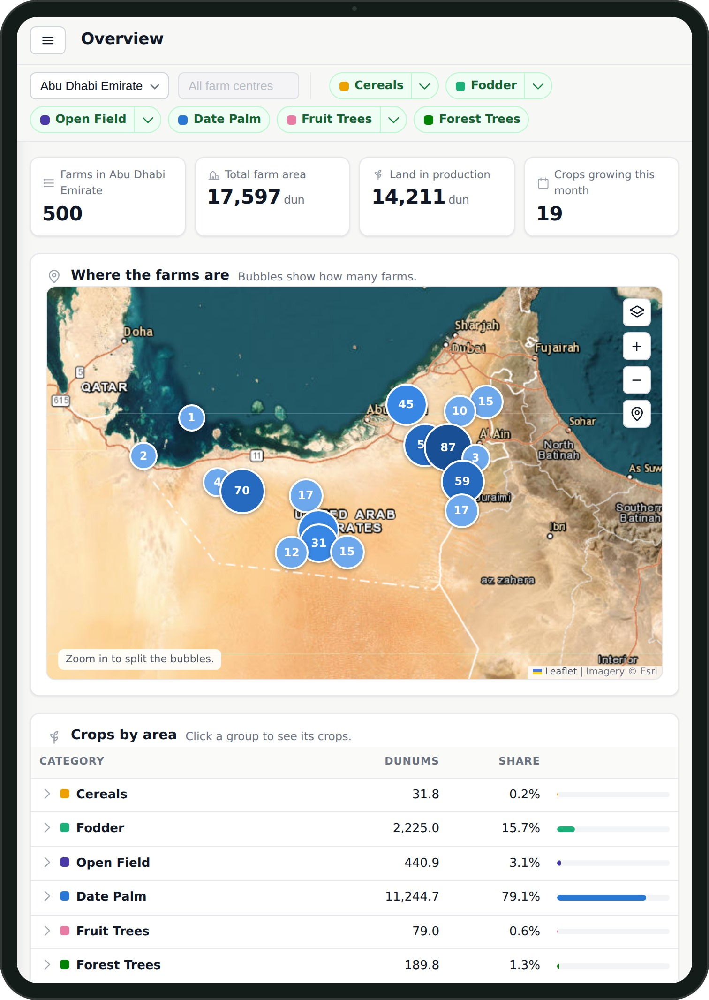 Overview
Abu Dhabi Emirate
All farm centres
Cereals
Fodder
Open Field
Date Palm
Fruit Trees
Forest Trees
Farms in Abu Dhabi
Emirate
500
Total farm area
17,597 dun
Land in production
14,211 dun
Crops growing this
month
19
Where the farms are Bubbles show how many farms.
Doha
Sharjah
Dubai
Fujairah
5
QATAR
615
45
15
10
1
Sohar
Al Ain
87
North
Batinah
2
11
3
As Suw
4
70
59
17
17
Southern
Batinah
ARAB
Ibri
31
12
15
az zahera
Zoom in to split the bubbles.
Interior
Leaflet | Imagery © Esri
Crops by area Click a group to see its crops.
CATEGORY DUNUMS SHARE
Cereals 31.8 0.2%
Fodder 2,225.0 15.7%
Open Field 440.9 3.1%
Date Palm 11,244.7 79.1%
Fruit Trees 79.0 0.6%
Forest Trees 189.8 1.3%